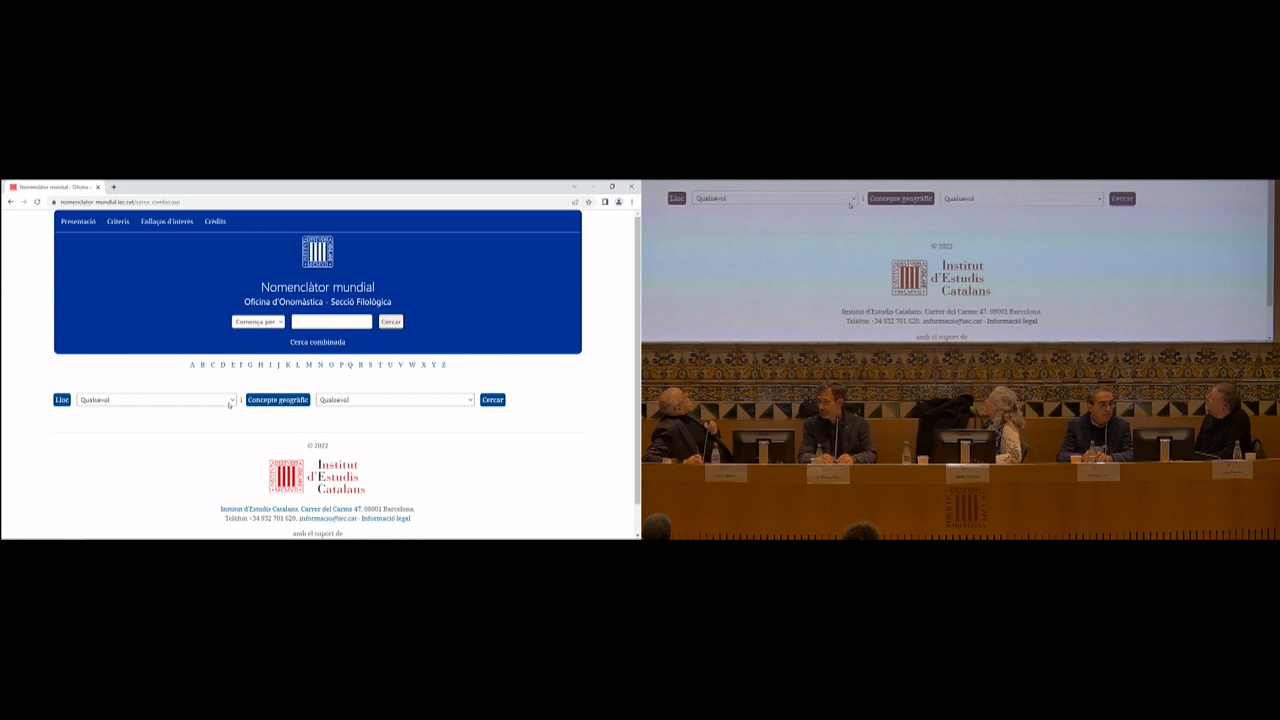 Nomenclàtor mundial - Oficina d
nomenclator-mundial.iec.cat/cerca_combo.asp
Presentació Criteris Enllaços d'interès Crèdits
Nomenclàtor mundial
Oficina d'Onomàstica - Secció Filològica
Comença per Cercar
Cerca combinada
A B C D E F G H I J K L M N O P Q R S T U V W X Y Z
Lloc Qualsevol i Concepte geogràfic Qualsevol Cercar
© 2022
Institut
d'Estudis
Catalans
Institut d'Estudis Catalans. Carrer del Carme 47. 08001 Barcelona.
Telèfon +34 932 701 620. informacio@iec.cat - Informació legal
amb el suport de
Lloc Qualsevol i Concepte geogràfic Qualsevol Cercar
© 2022
Institut
d'Estudis
Catalans
Institut d'Estudis Catalans. Carrer del Carme 47. 08001 Barcelona.
Telèfon +34 932 701 620. informacio@iec.cat - Informació legal
amb el suport de
BARCELONA